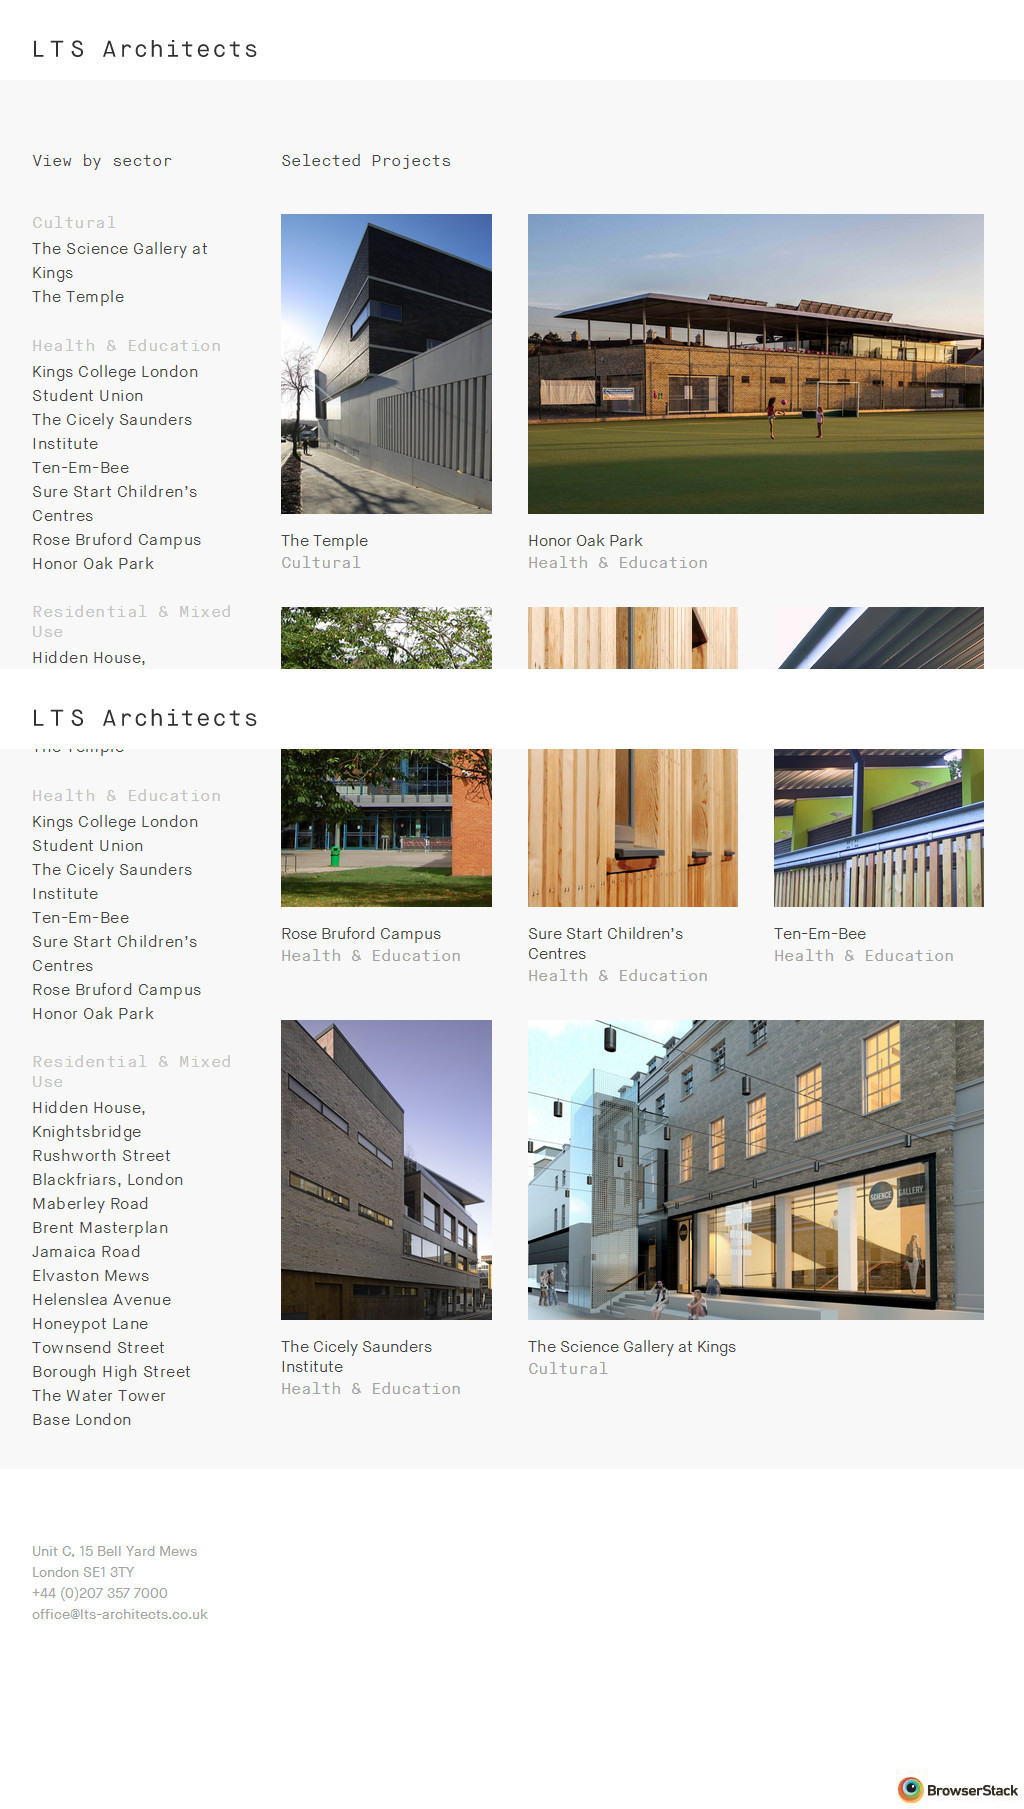 LTS Architects
View by sector
Selected Projects
Cultural
The Science Gallery at
Kings
The Temple
Health & Education
Kings College London
Student Union
The Cicely Saunders
Institute
Ten-Em-Bee
Sure Start Children's
Centres
Rose Bruford Campus
Honor Oak Park
Residential & Mixed
Use
Hidden House,
The Temple
Cultural
Honor Oak Park
Health & Education
LTS Architects
The Temple
Health & Education
Kings College London
Student Union
The Cicely Saunders
Institute
Ten-Em-Bee
Sure Start Children's
Centres
Rose Bruford Campus
Honor Oak Park
Residential & Mixed
Use
Hidden House,
Knightsbridge
Rushworth Street
Blackfriars, London
Maberley Road
Brent Masterplan
Jamaica Road
Elvaston Mews
Helenslea Avenue
Honeypot Lane
Townsend Street
Borough High Street
The Water Tower
Base London
Rose Bruford Campus
Health & Education
Sure Start Children's
Centres
Health & Education
Ten-Em-Bee
Health & Education
SCIENCE
GALLERY
The Cicely Saunders
Institute
Health & Education
The Science Gallery at Kings
Cultural
Unit C, 15 Bell Yard Mews
London SE1 3TY
+44 (0)207 357 7000
office@lts-architects.co.uk
BrowserStack